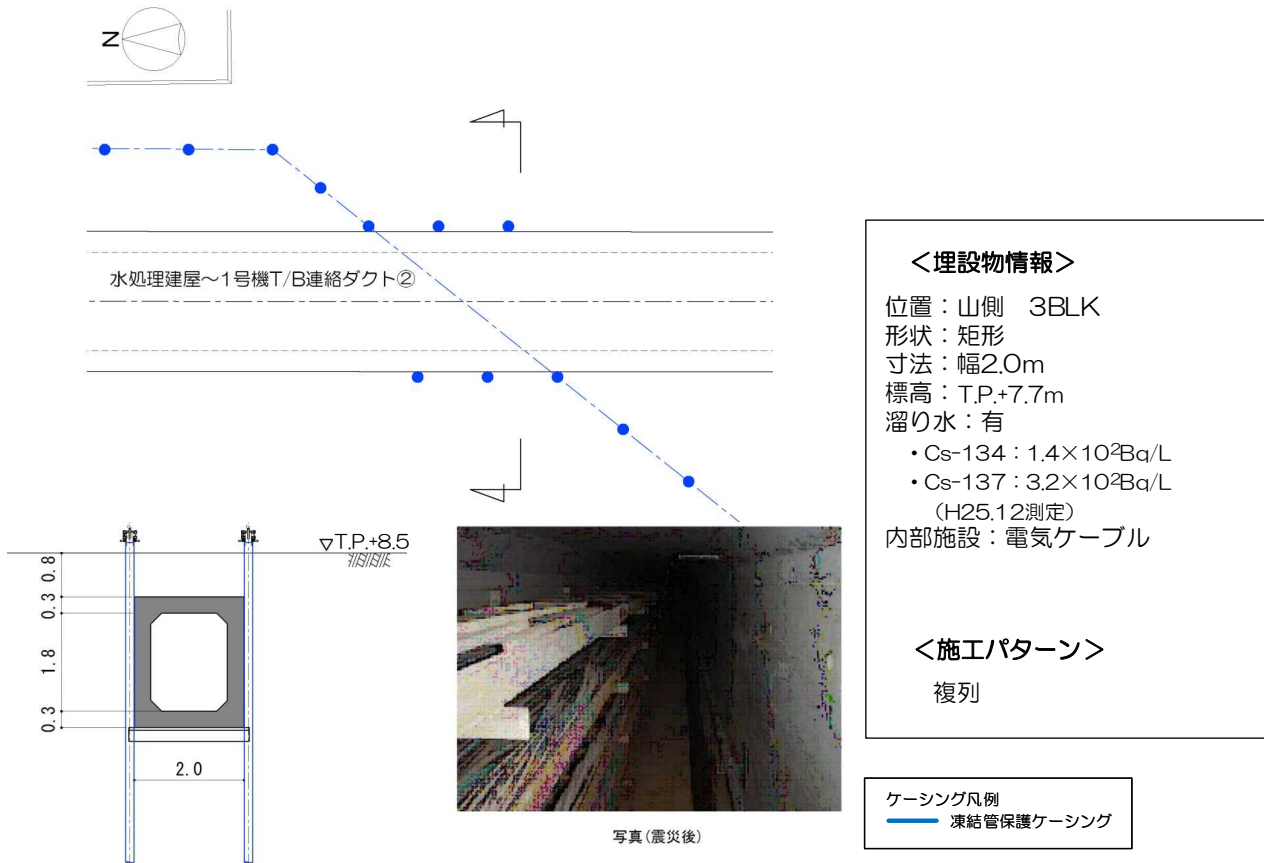 N
水処理建屋～1号機T/B連絡ダクト②
▽T.P.+8.5
0.8
0.3
1.8
0.3
2.0
写真(震災後)
＜埋設物情報＞
位置：山側　3BLK
形状：矩形
寸法：幅2.0m
標高：T.P.+7.7m
溜り水：有
・Cs-134：1.4×10²Bq/L
・Cs-137：3.2×10²Bq/L
（H25.12測定）
内部施設：電気ケーブル
＜施工パターン＞
複列
ケーシング凡例
凍結管保護ケーシング